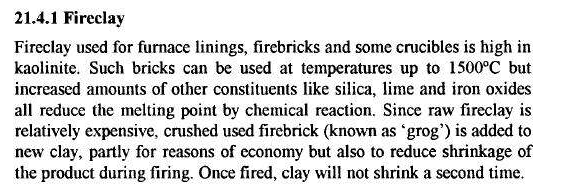 21.4.1 Fireclay
Fireclay used for furnace linings, firebricks and some crucibles is high in
kaolinite. Such bricks can be used at temperatures up to 1500°C but
increased amounts of other constituents like silica, lime and iron oxides
all reduce the melting point by chemical reaction. Since raw fireclay is
relatively expensive, crushed used firebrick (known as ‘grog’) is added to
new clay, partly for reasons of economy but also to reduce shrinkage of
the product during firing. Once fired, clay will not shrink a second time.